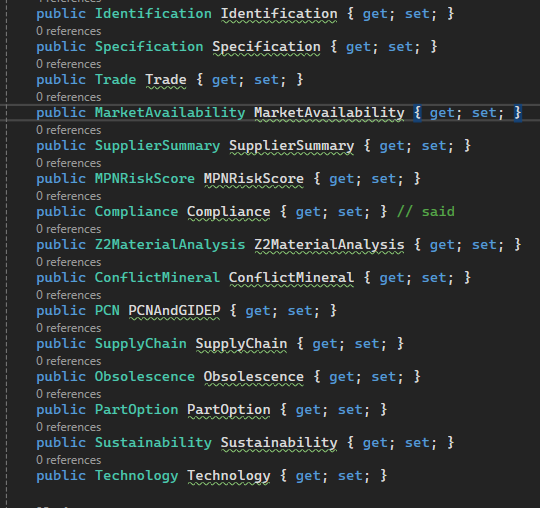 public Identification Identification { get; set; }
0 references
public Specification Specification { get; set; }
0 references
public Trade Trade { get; set; }
0 references
public MarketAvailability MarketAvailability { get; set; }
0 references
public SupplierSummary SupplierSummary { get; set; }
0 references
public MPNRiskScore MPNRiskScore { get; set; }
0 references
public Compliance Compliance { get; set; } // said
0 references
public Z2MaterialAnalysis Z2MaterialAnalysis { get; set; }
0 references
public ConflictMineral ConflictMineral { get; set; }
0 references
public PCN PCNAndGIDEP { get; set; }
0 references
public SupplyChain SupplyChain { get; set; }
0 references
public Obsolescence Obsolescence { get; set; }
0 references
public PartOption PartOption { get; set; }
0 references
public Sustainability Sustainability { get; set; }
0 references
public Technology Technology { get; set; }